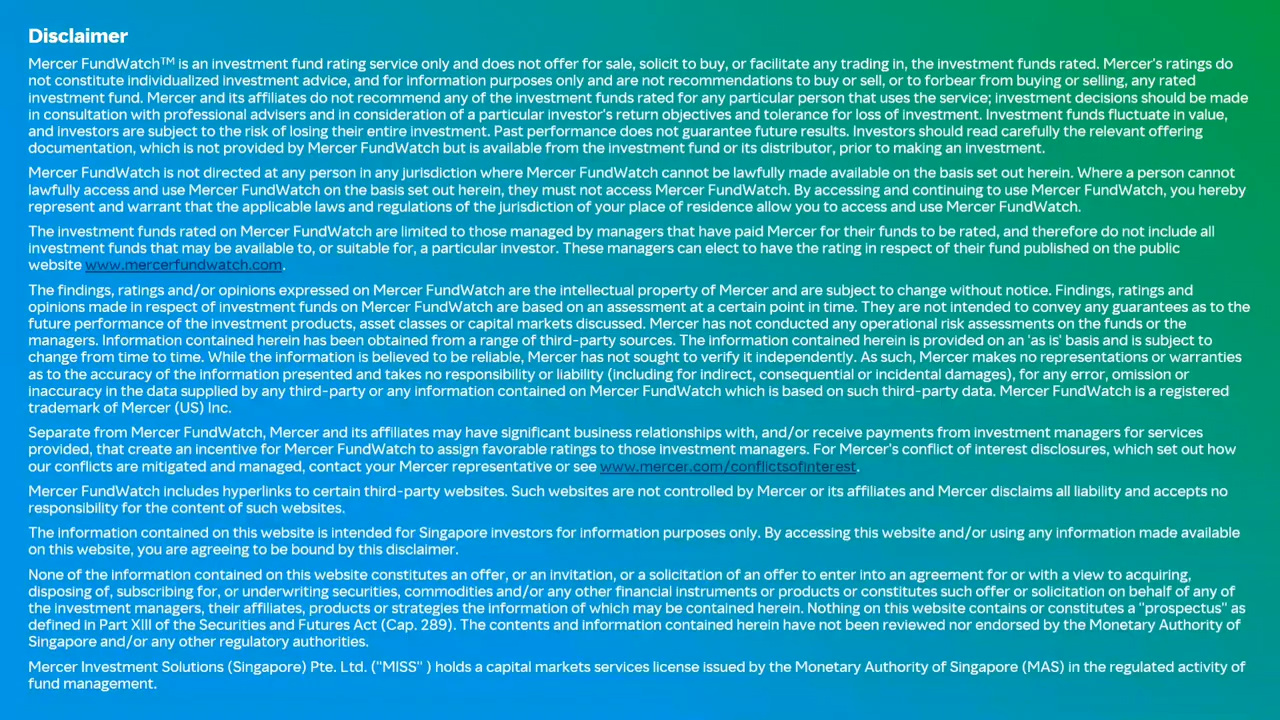 Disclaimer
Mercer FundWatch™ is an investment fund rating service only and does not offer for sale, solicit to buy, or facilitate any trading in, the investment funds rated. Mercer's ratings do
not constitute individualized investment advice, and for information purposes only and are not recommendations to buy or sell, or to forbear from buying or selling, any rated
investment fund. Mercer and its affiliates do not recommend any of the investment funds rated for any particular person that uses the service; investment decisions should be made
in consultation with professional advisers and in consideration of a particular investor's return objectives and tolerance for loss of investment. Investment funds fluctuate in value,
and investors are subject to the risk of losing their entire investment. Past performance does not guarantee future results. Investors should read carefully the relevant offering
documentation, which is not provided by Mercer FundWatch but is available from the investment fund or its distributor, prior to making an investment.
Mercer FundWatch is not directed at any person in any jurisdiction where Mercer FundWatch cannot be lawfully made available on the basis set out herein. Where a person cannot
lawfully access and use Mercer FundWatch on the basis set out herein, they must not access Mercer FundWatch. By accessing and continuing to use Mercer FundWatch, you hereby
represent and warrant that the applicable laws and regulations of the jurisdiction of your place of residence allow you to access and use Mercer FundWatch.
The investment funds rated on Mercer FundWatch are limited to those managed by managers that have paid Mercer for their funds to be rated, and therefore do not include all
investment funds that may be available to, or suitable for, a particular investor. These managers can elect to have the rating in respect of their fund published on the public
website www.mercerfundwatch.com.
The findings, ratings and/or opinions expressed on Mercer FundWatch are the intellectual property of Mercer and are subject to change without notice. Findings, ratings and
opinions made in respect of investment funds on Mercer FundWatch are based on an assessment at a certain point in time. They are not intended to convey any guarantees as to the
future performance of the investment products, asset classes or capital markets discussed. Mercer has not conducted any operational risk assessments on the funds or the
managers. Information contained herein has been obtained from a range of third-party sources. The information contained herein is provided on an 'as is' basis and is subject to
change from time to time. While the information is believed to be reliable, Mercer has not sought to verify it independently. As such, Mercer makes no representations or warranties
as to the accuracy of the information presented and takes no responsibility or liability (including for indirect, consequential or incidental damages), for any error, omission or
inaccuracy in the data supplied by any third-party or any information contained on Mercer FundWatch which is based on such third-party data. Mercer FundWatch is a registered
trademark of Mercer (US) Inc.
Separate from Mercer FundWatch, Mercer and its affiliates may have significant business relationships with, and/or receive payments from investment managers for services
provided, that create an incentive for Mercer FundWatch to assign favorable ratings to those investment managers. For Mercer's conflict of interest disclosures, which set out how
our conflicts are mitigated and managed, contact your Mercer representative or see www.mercer.com/conflictsofinterest.
Mercer FundWatch includes hyperlinks to certain third-party websites. Such websites are not controlled by Mercer or its affiliates and Mercer disclaims all liability and accepts no
responsibility for the content of such websites.
The information contained on this website is intended for Singapore investors for information purposes only. By accessing this website and/or using any information made available
on this website, you are agreeing to be bound by this disclaimer.
None of the information contained on this website constitutes an offer, or an invitation, or a solicitation of an offer to enter into an agreement for or with a view to acquiring,
disposing of, subscribing for, or underwriting securities, commodities and/or any other financial instruments or products or constitutes such offer or solicitation on behalf of any of
the investment managers, their affiliates, products or strategies the information of which may be contained herein. Nothing on this website contains or constitutes a "prospectus" as
defined in Part XIII of the Securities and Futures Act (Cap. 289). The contents and information contained herein have not been reviewed nor endorsed by the Monetary Authority of
Singapore and/or any other regulatory authorities.
Mercer Investment Solutions (Singapore) Pte. Ltd. ("MISS" ) holds a capital markets services license issued by the Monetary Authority of Singapore (MAS) in the regulated activity of
fund management.